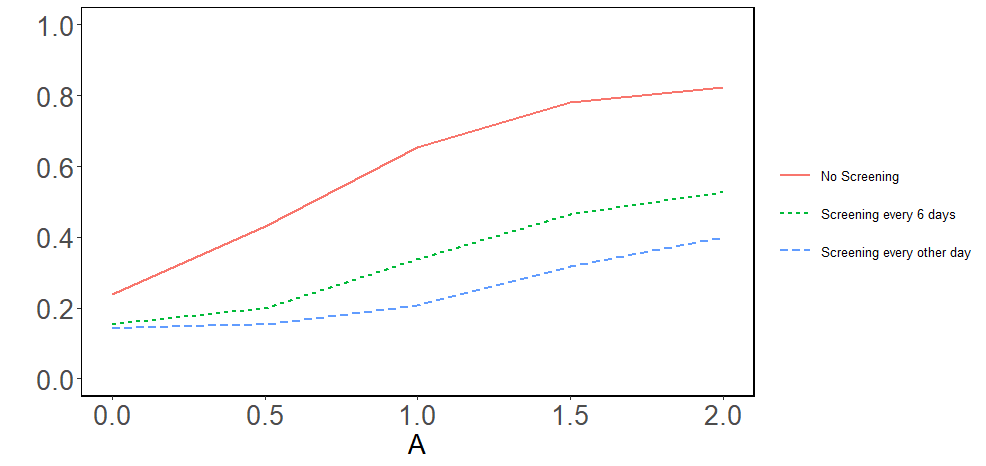 1.0
0.8
0.6
0.4
0.2
0.0
0.0 0.5 1.0 1.5 2.0
A
No Screening
Screening every 6 days
Screening every other day